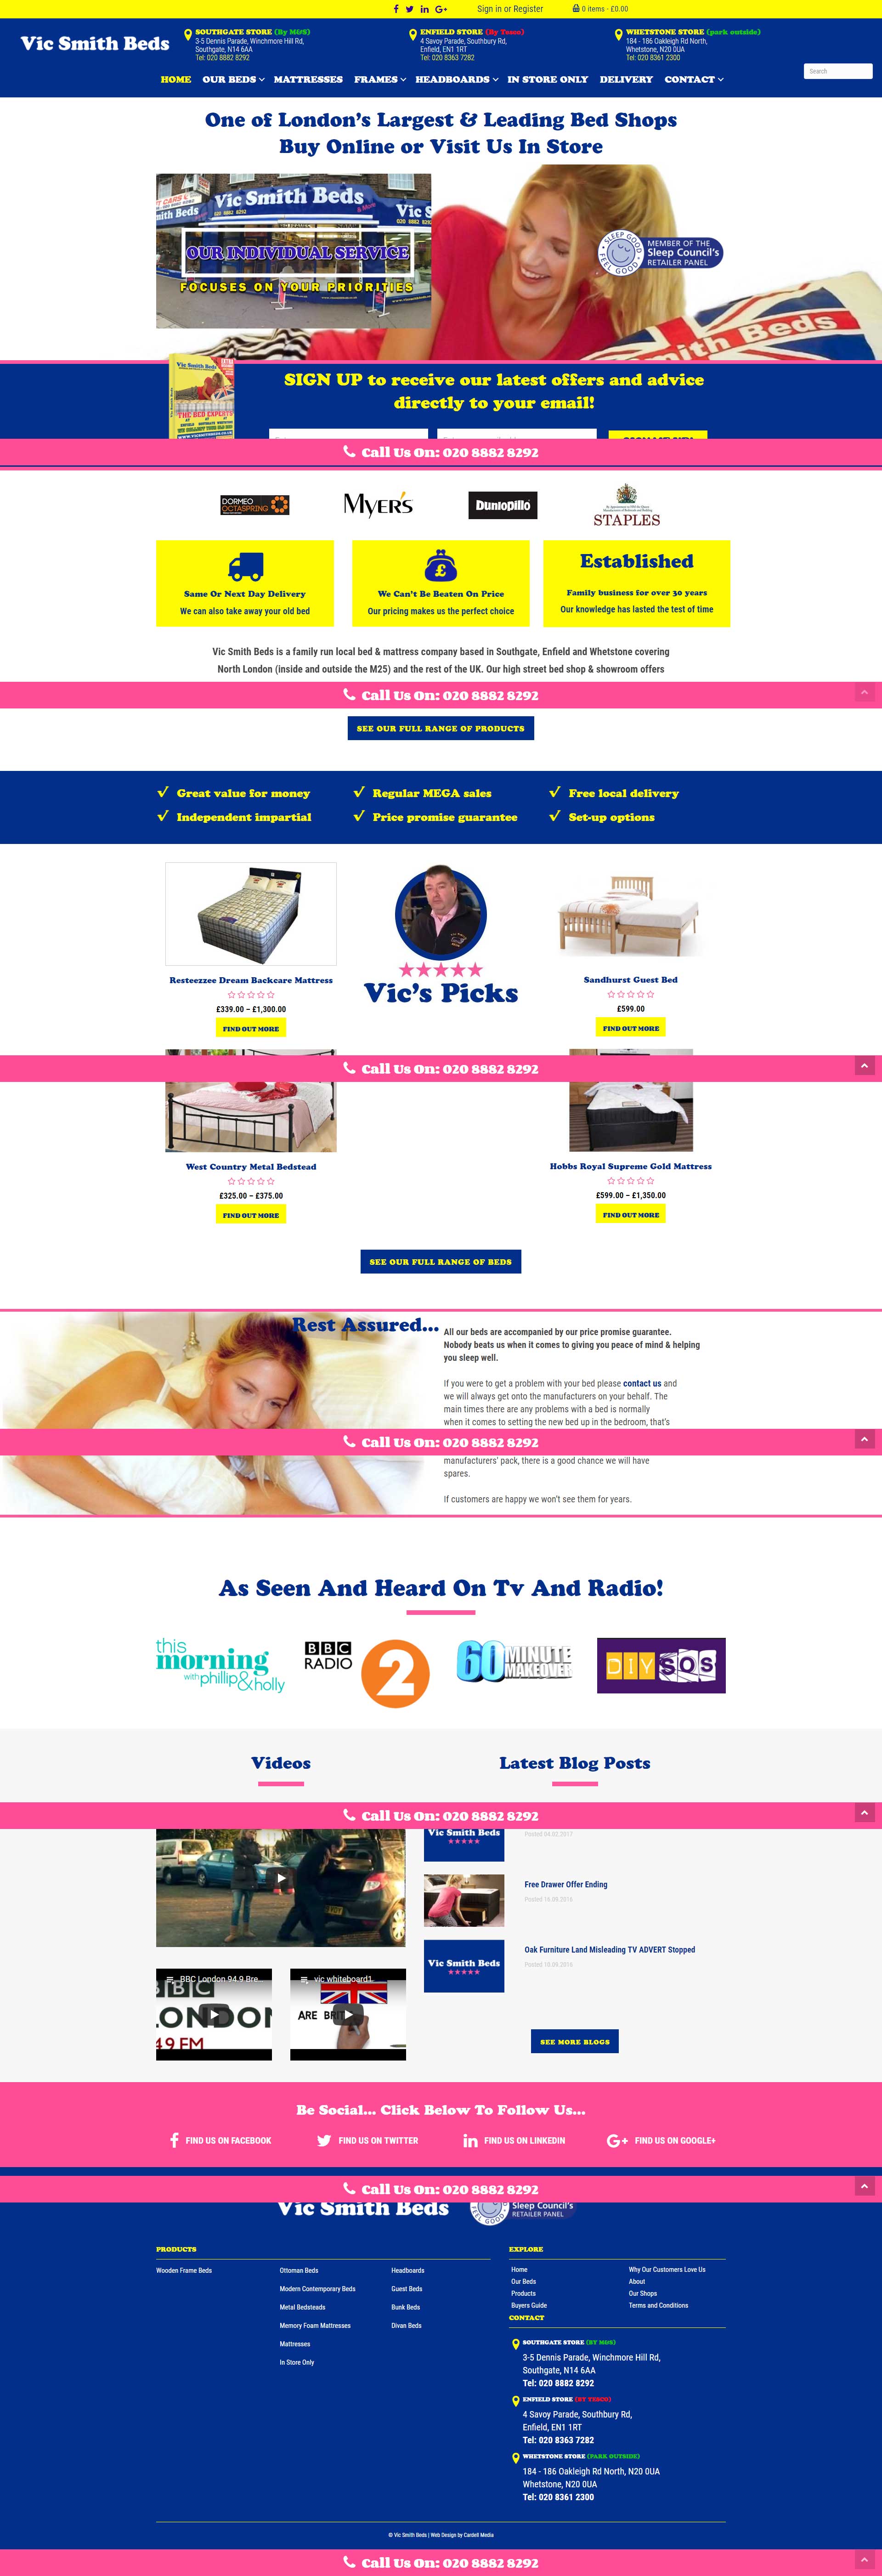 Sign in or Register
0 items - £0.00
Vic Smith Beds
SOUTHGATE STORE (By M&S)
3-5 Dennis Parade, Winchmore Hill Rd,
Southgate, N14 6AA
Tel: 020 8882 8292
ENFIELD STORE (By Tesco)
4 Savoy Parade, Southbury Rd,
Enfield, EN1 1RT
Tel: 020 8363 7282
WHETSTONE STORE (park outside)
184 - 186 Oakleigh Rd North,
Whetstone, N20 0UA
Tel: 020 8361 2300
Search
HOME OUR BEDS MATTRESSES FRAMES HEADBOARDS IN STORE ONLY DELIVERY CONTACT
One of London's Largest & Leading Bed Shops
Buy Online or Visit Us In Store
Vic Smith Beds
OUR INDIVIDUAL SERVICE
FOCUSES ON YOUR PRIORITIES
SLEEP GOOD FEEL GOOD
MEMBER OF THE
Sleep Council's
RETAILER PANEL
Beds
Vic Smith Beds
THE BED EXPERTS
SIGN UP to receive our latest offers and advice
directly to your email!
Call Us On: 020 8882 8292
DORMEO
OCTASPRING
MYERS
Dunlopillo
STAPLES
Same Or Next Day Delivery
We can also take away your old bed
We Can't Be Beaten On Price
Our pricing makes us the perfect choice
Established
Family business for over 30 years
Our knowledge has lasted the test of time
Vic Smith Beds is a family run local bed & mattress company based in Southgate, Enfield and Whetstone covering
North London (inside and outside the M25) and the rest of the UK. Our high street bed shop & showroom offers
Call Us On: 020 8882 8292
SEE OUR FULL RANGE OF PRODUCTS
Great value for money
Regular MEGA sales
Free local delivery
Independent impartial
Price promise guarantee
Set-up options
Resteezzee Dream Backcare Mattress
£339.00 – £1,300.00
FIND OUT MORE
Vic's Picks
Sandhurst Guest Bed
£599.00
FIND OUT MORE
Call Us On: 020 8882 8292
West Country Metal Bedstead
£325.00 – £375.00
FIND OUT MORE
Hobbs Royal Supreme Gold Mattress
£599.00 – £1,350.00
FIND OUT MORE
SEE OUR FULL RANGE OF BEDS
Rest Assured...
All our beds are accompanied by our price promise guarantee.
Nobody beats us when it comes to giving you peace of mind & helping
you sleep well.
If you were to get a problem with your bed please contact us and
we will always get onto the manufacturers on your behalf. The
main times there are any problems with a bed is normally
when it comes to setting the new bed up in the bedroom, that's
Call Us On: 020 8882 8292
manufacturers' pack, there is a good chance we will have
spares.
If customers are happy we won't see them for years.
As Seen And Heard On Tv And Radio!
this
morning
with phillip & holly
BBC
RADIO
2
60 MINUTE
MAKEOVER
DIY SOS
Videos
Latest Blog Posts
Call Us On: 020 8882 8292
Vic Smith Beds
Posted 04.02.2017
Free Drawer Offer Ending
Posted 16.09.2016
Vic Smith Beds
Oak Furniture Land Misleading TV ADVERT Stopped
Posted 10.09.2016
BBC London 94.9 Bre...
BBC
LONDON
49 FM
vic whiteboard1
ARE BRIT
SEE MORE BLOGS
Be Social... Click Below To Follow Us...
FIND US ON FACEBOOK
FIND US ON TWITTER
FIND US ON LINKEDIN
FIND US ON GOOGLE+
Call Us On: 020 8882 8292
Vic Smith Beds
Sleep Council's
RETAILER PANEL
PRODUCTS
Wooden Frame Beds
Ottoman Beds
Modern Contemporary Beds
Metal Bedsteads
Memory Foam Mattresses
Mattresses
In Store Only
Headboards
Guest Beds
Bunk Beds
Divan Beds
EXPLORE
Home
Our Beds
Products
Buyers Guide
Why Our Customers Love Us
About
Our Shops
Terms and Conditions
CONTACT
SOUTHGATE STORE (BY M&S)
3-5 Dennis Parade, Winchmore Hill Rd,
Southgate, N14 6AA
Tel: 020 8882 8292
ENFIELD STORE (BY TESCO)
4 Savoy Parade, Southbury Rd,
Enfield, EN1 1RT
Tel: 020 8363 7282
WHETSTONE STORE (PARK OUTSIDE)
184 - 186 Oakleigh Rd North, N20 0UA
Whetstone, N20 0UA
Tel: 020 8361 2300
© Vic Smith Beds | Web Design by Cardell Media
Call Us On: 020 8882 8292